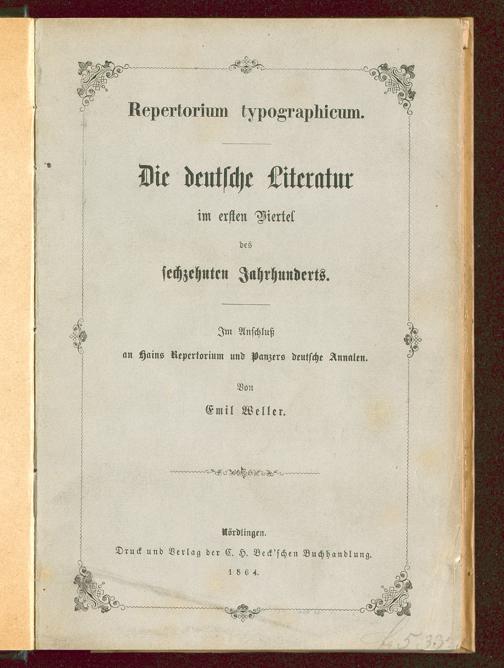 Repertorium typographicum.
Die deutſche Literatur
im erſten Viertel
des
ſechzehnten Jahrhunderts.
Im Anſchluß
an Hains Repertorium und Panzers deutſche Annalen.
Von
Emil Weller.
Nördlingen.
Druck und Verlag der C. H. Beck'ſchen Buchhandlung.
1864.